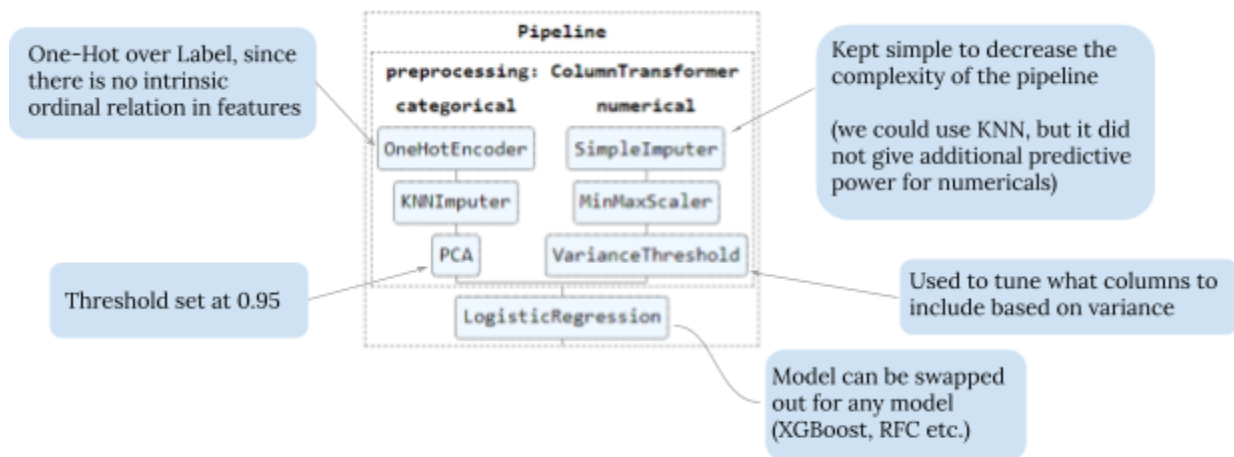 Pipeline
preprocessing: ColumnTransformer
categorical
numerical
OneHotEncoder
SimpleImputer
KNNImputer
MinMaxScaler
PCA
VarianceThreshold
LogisticRegression
One-Hot over Label, since
there is no intrinsic
ordinal relation in features
Kept simple to decrease the
complexity of the pipeline
(we could use KNN, but it did
not give additional predictive
power for numericals)
Threshold set at 0.95
Used to tune what columns to
include based on variance
Model can be swapped
out for any model
(XGBoost, RFC etc.)